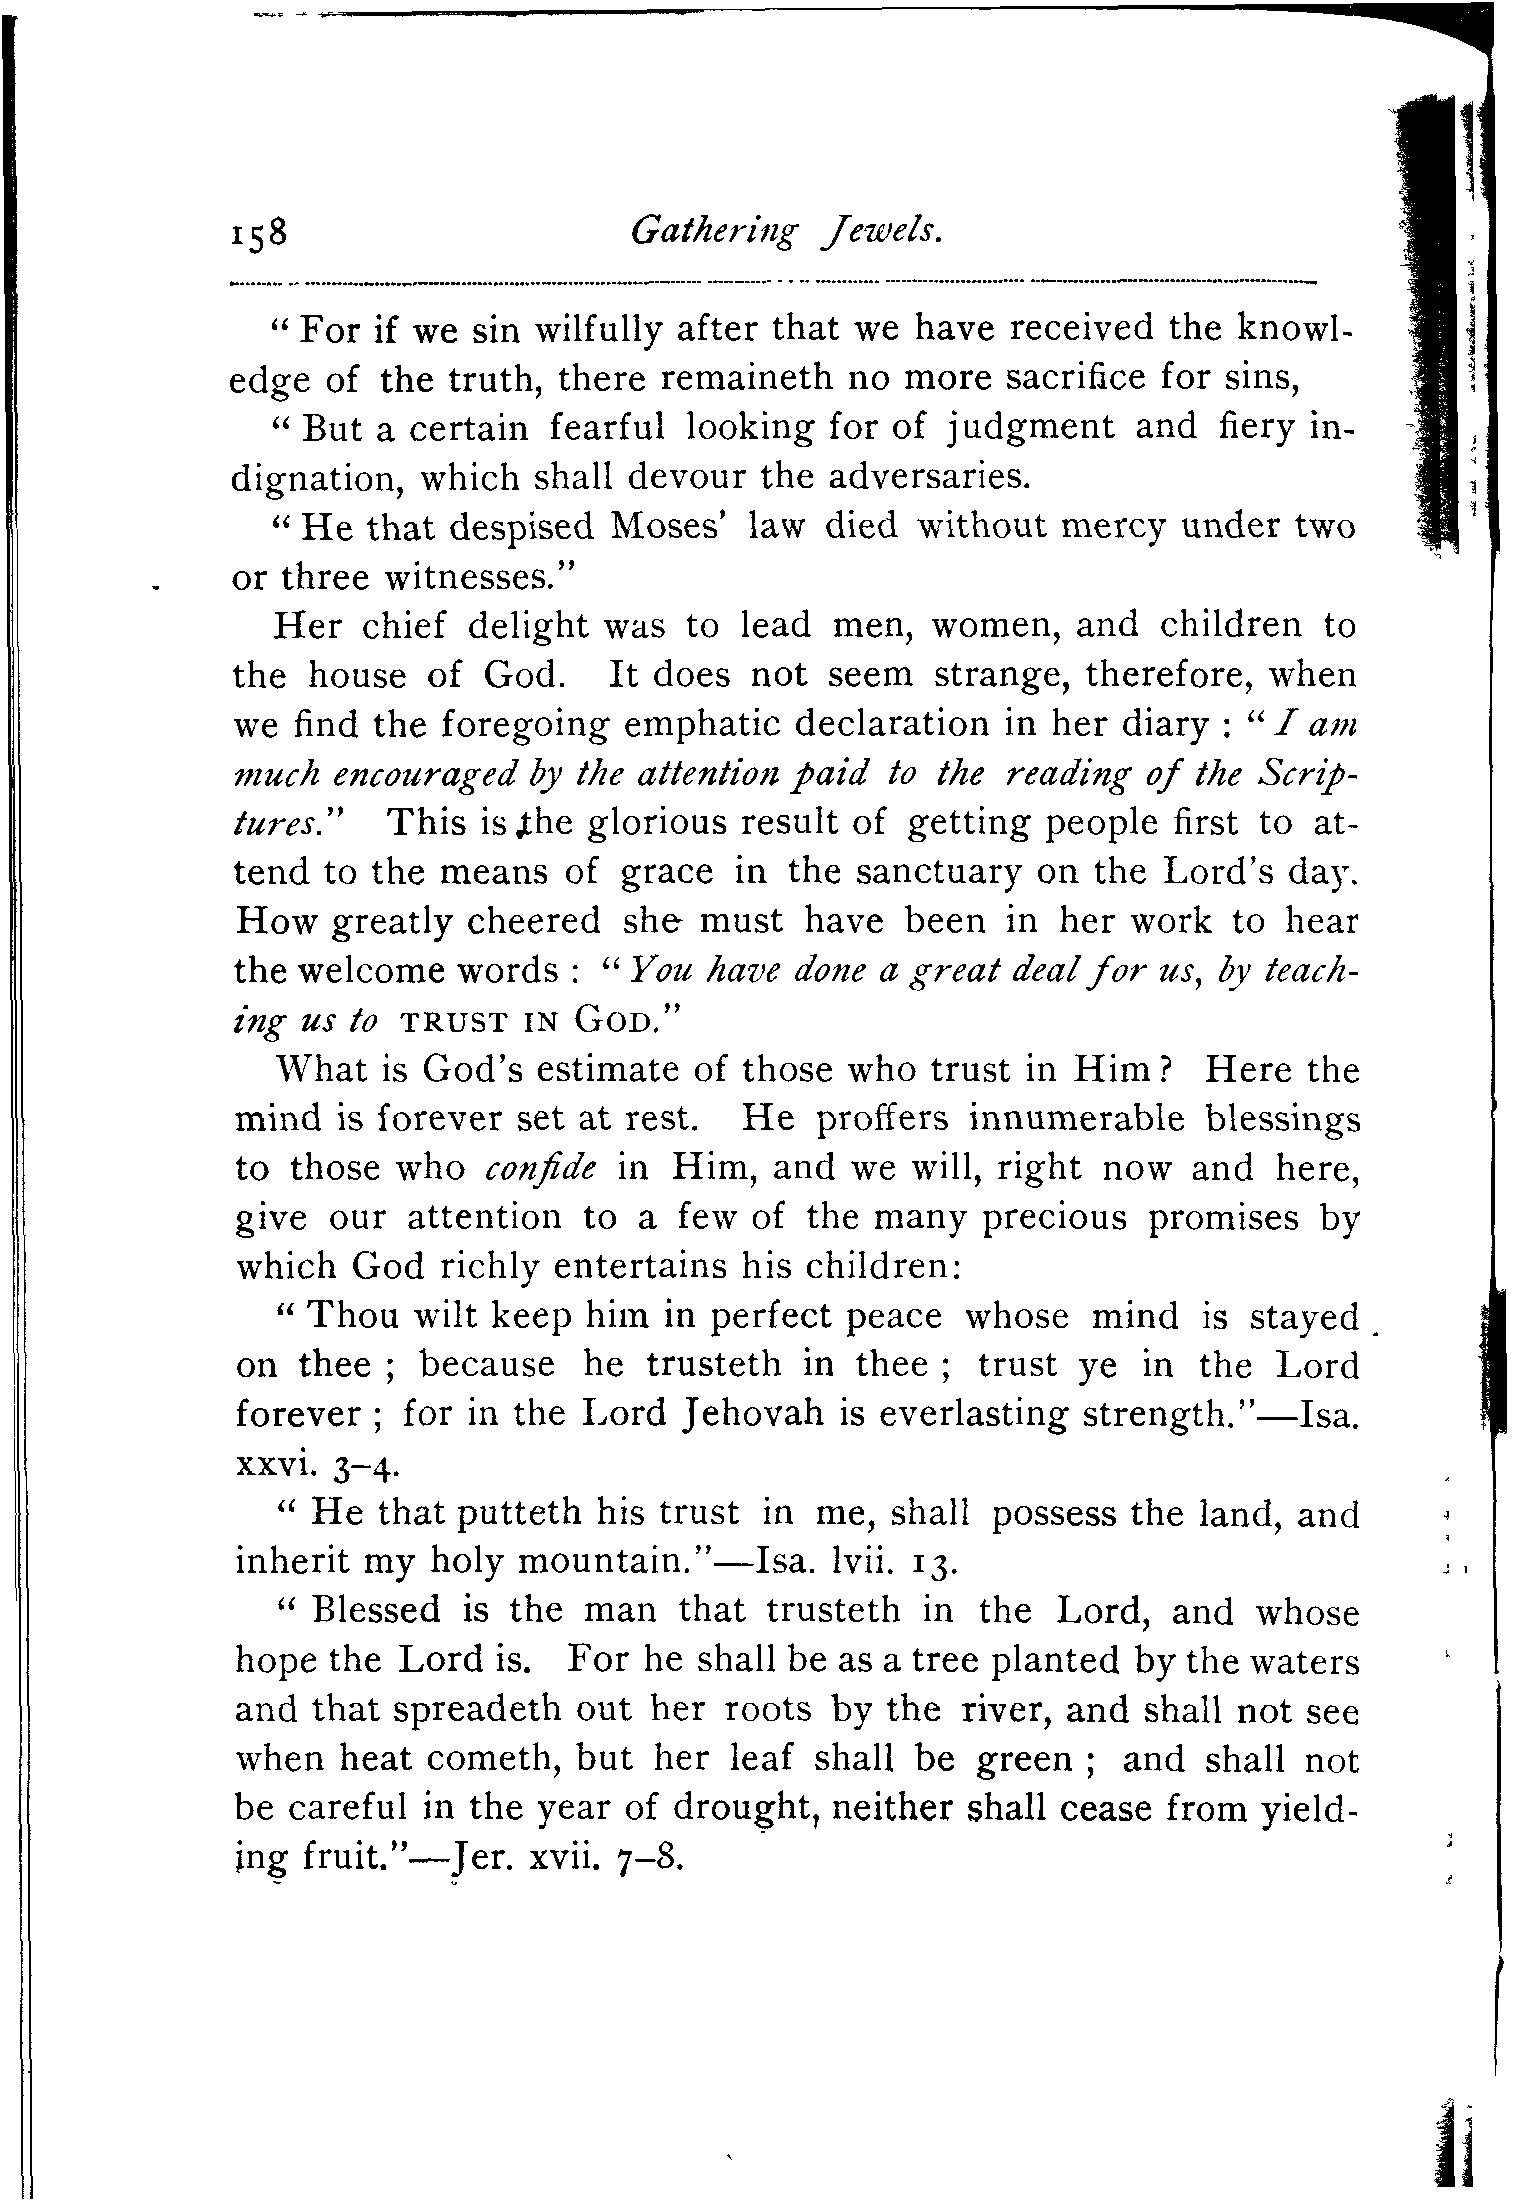 158 Gathering Jewels.
" For if we sin wilfully after that we have received the knowl-
edge of the truth, there remaineth no more sacrifice for sins,
" But a certain fearful looking for of judgment and fiery in-
dignation, which shall devour the adversaries.
" He that despised Moses' law died without mercy under two
or three witnesses."
Her chief delight was to lead men, women, and children to
the house of God. It does not seem strange, therefore, when
we find the foregoing emphatic declaration in her diary : " I am
much encouraged by the attention paid to the reading of the Scrip-
tures." This is the glorious result of getting people first to at-
tend to the means of grace in the sanctuary on the Lord's day.
How greatly cheered she must have been in her work to hear
the welcome words : " You have done a great deal for us, by teach-
ing us to TRUST IN GOD."
What is God's estimate of those who trust in Him ? Here the
mind is forever set at rest. He proffers innumerable blessings
to those who confide in Him, and we will, right now and here,
give our attention to a few of the many precious promises by
which God richly entertains his children:
" Thou wilt keep him in perfect peace whose mind is stayed
on thee ; because he trusteth in thee ; trust ye in the Lord
forever ; for in the Lord Jehovah is everlasting strength."—Isa.
xxvi. 3–4.
" He that putteth his trust in me, shall possess the land, and
inherit my holy mountain."—Isa. lvii. 13.
" Blessed is the man that trusteth in the Lord, and whose
hope the Lord is. For he shall be as a tree planted by the waters
and that spreadeth out her roots by the river, and shall not see
when heat cometh, but her leaf shall be green ; and shall not
be careful in the year of drought, neither shall cease from yield-
ing fruit."—Jer. xvii. 7–8.